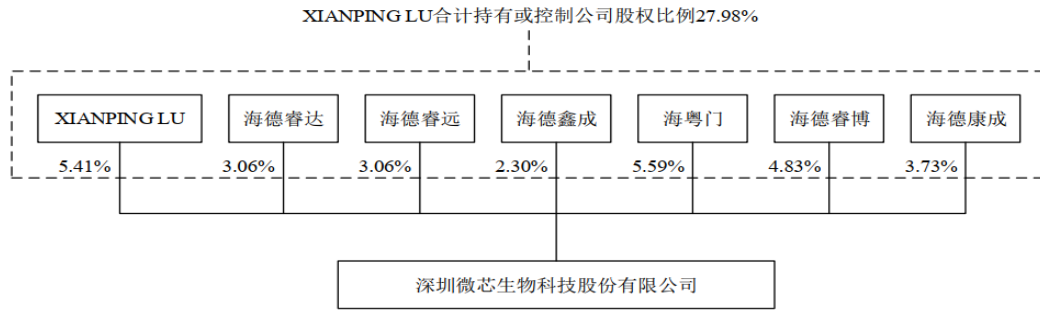 XIANPING LU合计持有或控制公司股权比例27.98%
XIANPING LU 海德睿达 海德睿远 海德鑫成 海粤门 海德睿博 海德康成
5.41% 3.06% 3.06% 2.30% 5.59% 4.83% 3.73%
深圳微芯生物科技股份有限公司